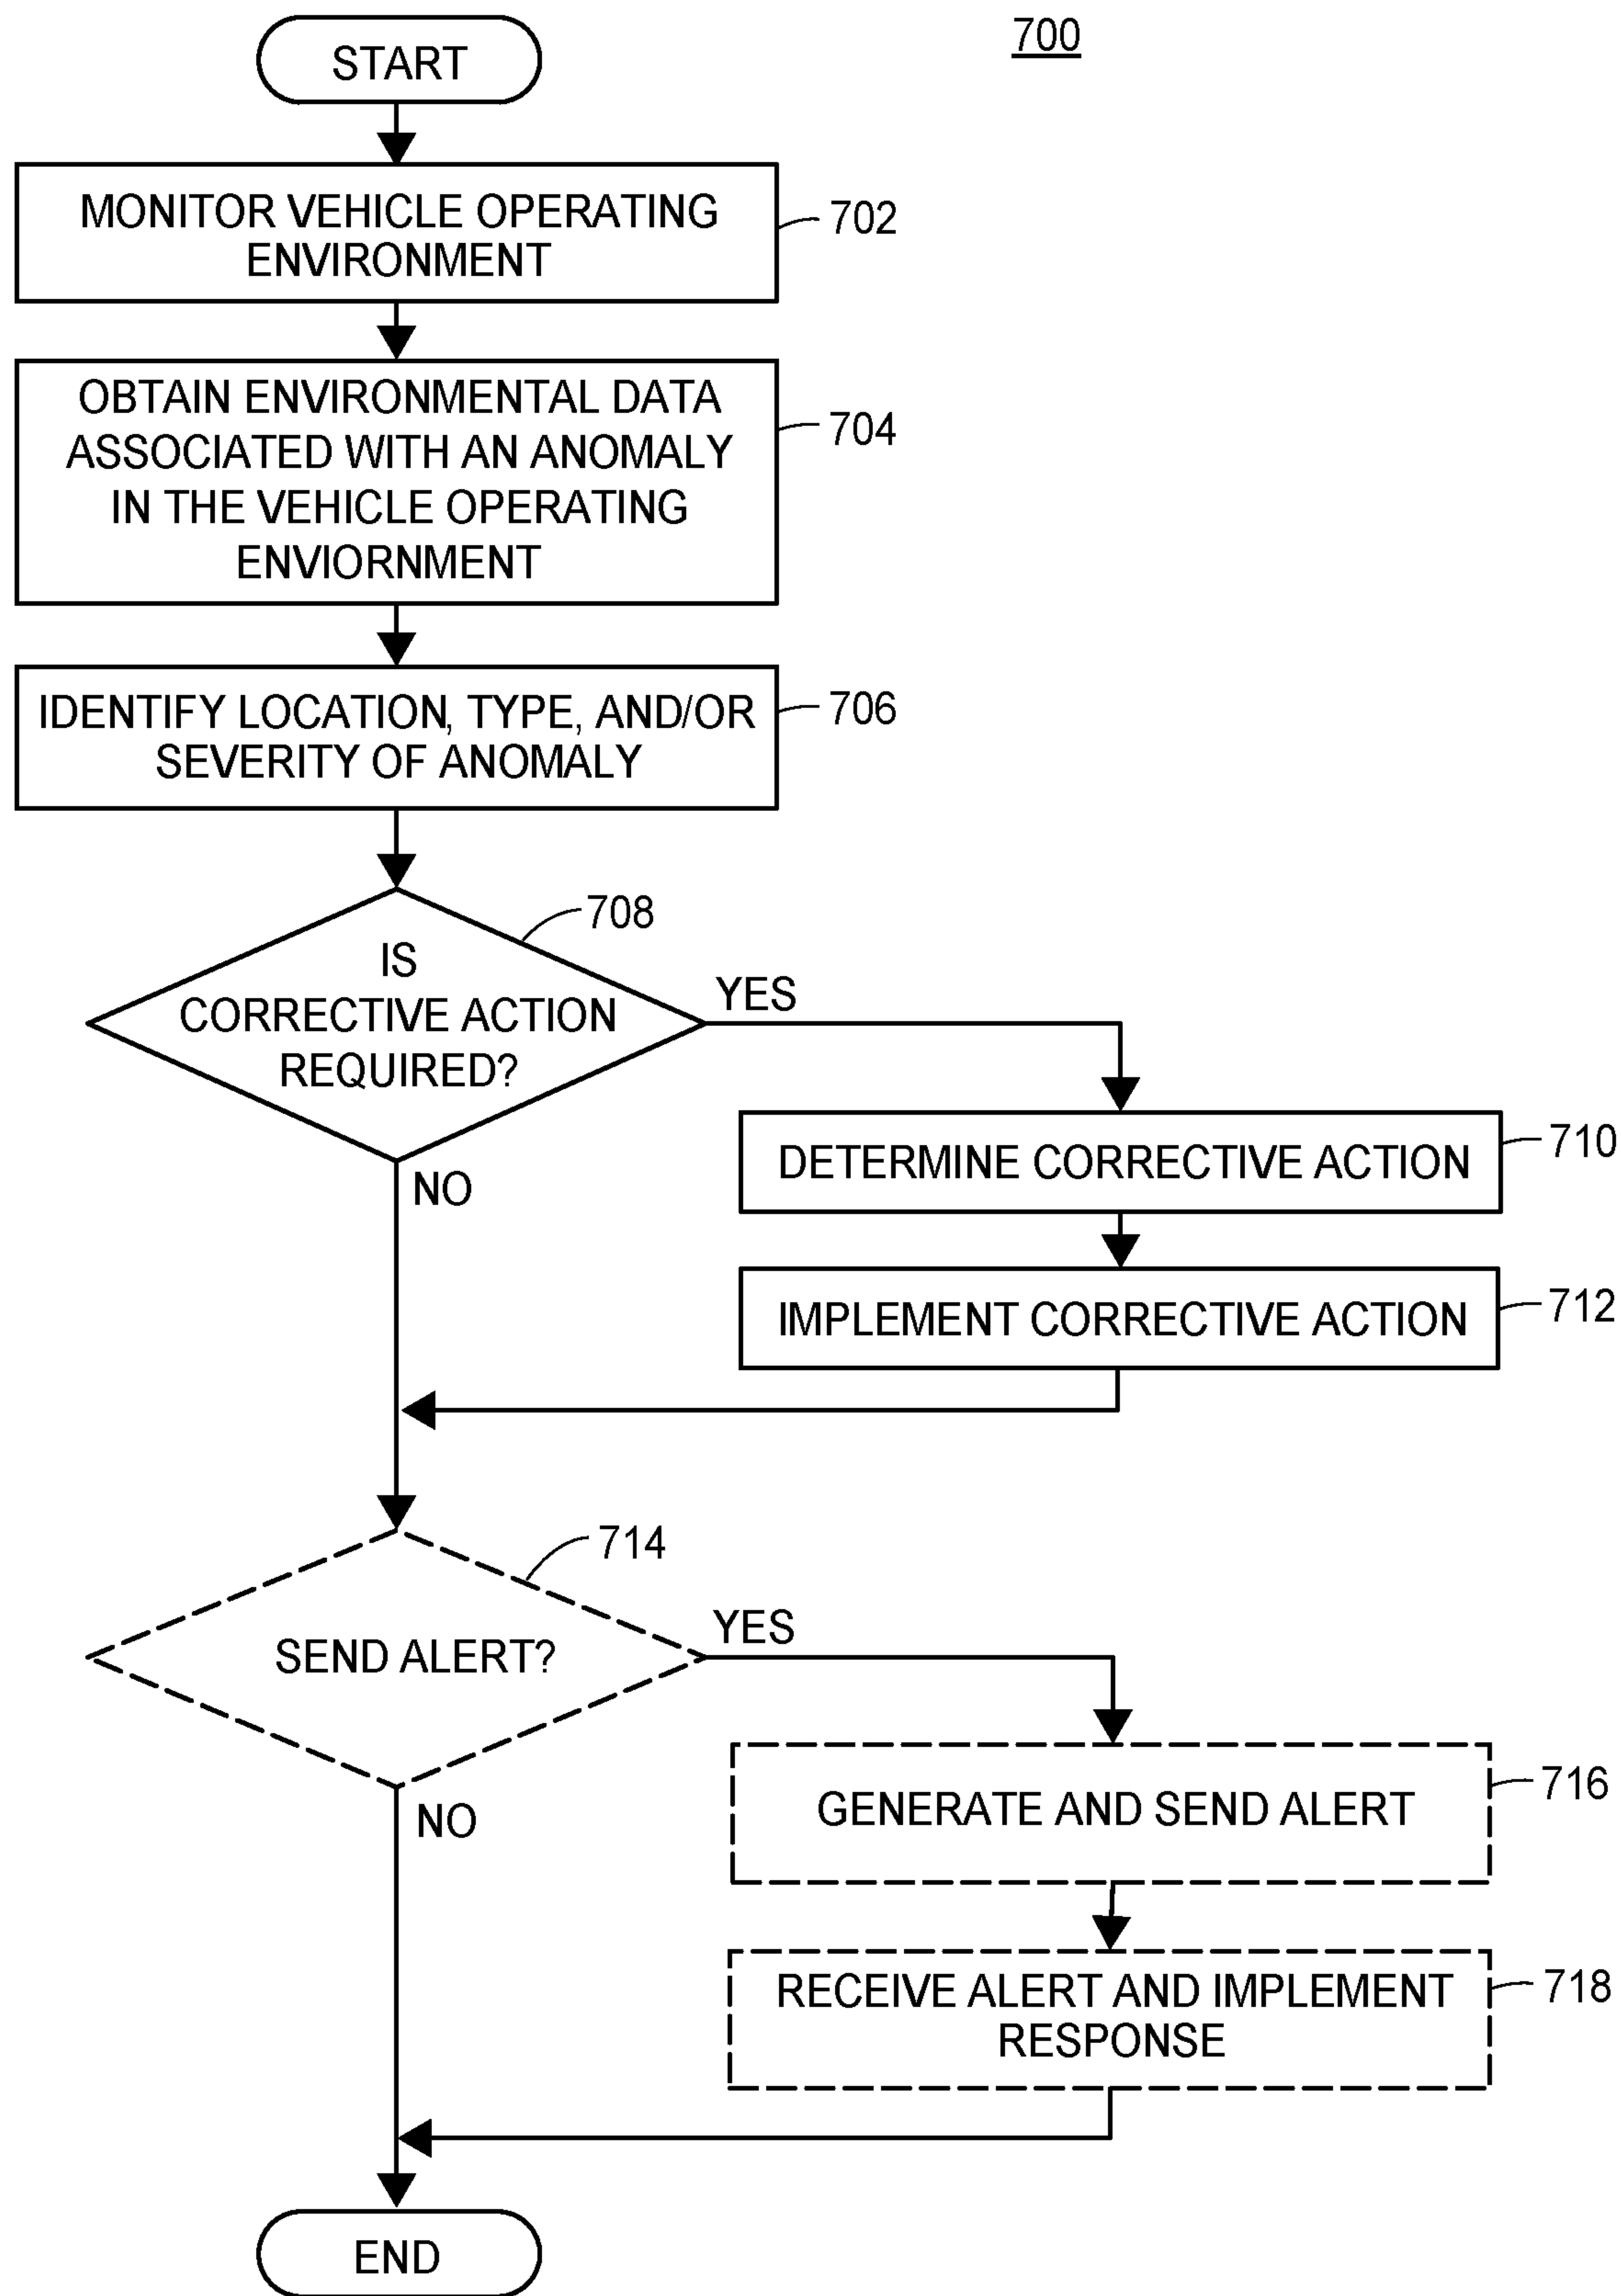 700
START
MONITOR VEHICLE OPERATING
ENVIRONMENT
702
OBTAIN ENVIRONMENTAL DATA
ASSOCIATED WITH AN ANOMALY
IN THE VEHICLE OPERATING
ENVIORNMENT
704
IDENTIFY LOCATION, TYPE, AND/OR
SEVERITY OF ANOMALY
706
708
IS
CORRECTIVE ACTION
REQUIRED?
YES
NO
DETERMINE CORRECTIVE ACTION
710
IMPLEMENT CORRECTIVE ACTION
712
714
SEND ALERT?
YES
NO
GENERATE AND SEND ALERT
716
RECEIVE ALERT AND IMPLEMENT
RESPONSE
718
END